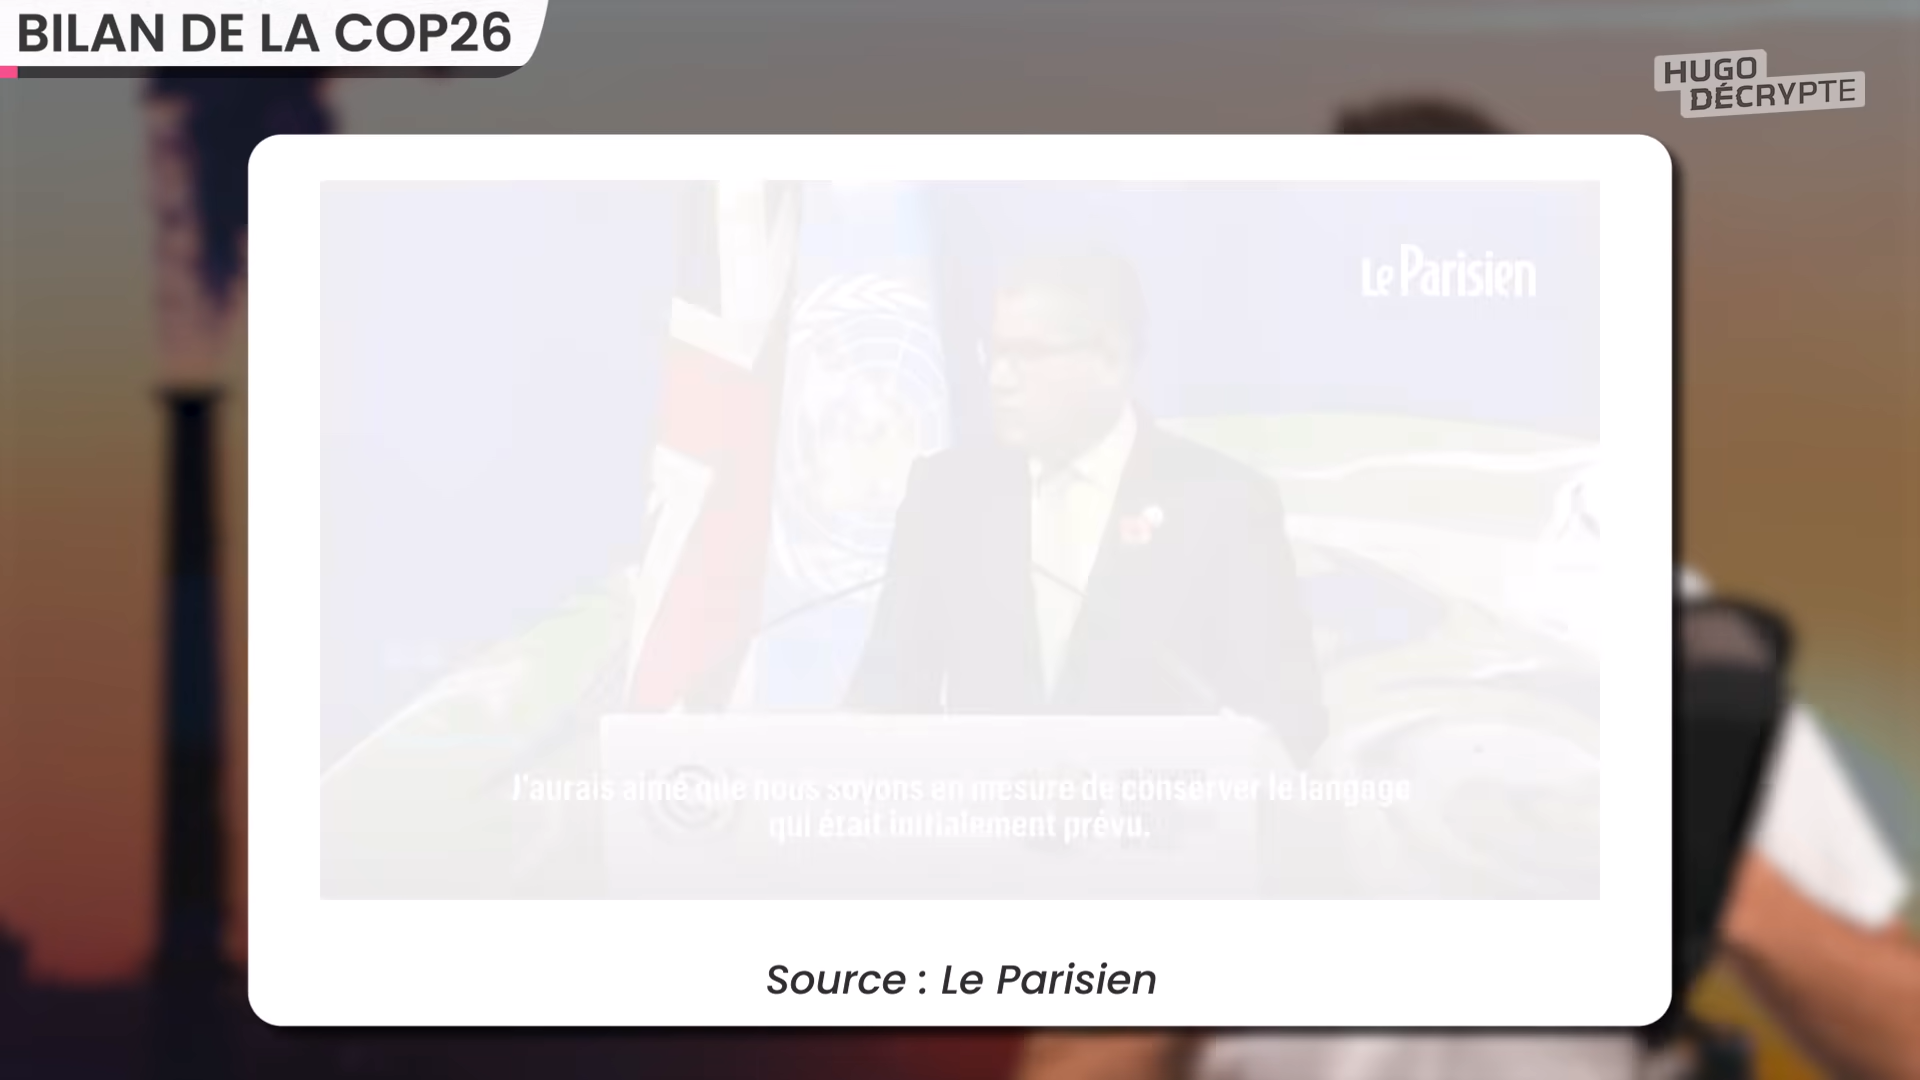 BILAN DE LA COP26
HUGO
DÉCRYPTE
Le Parisien
J'aurais aimé que nous soyons en mesure de conserver le langage
qui était initialement prévu.
Source : Le Parisien